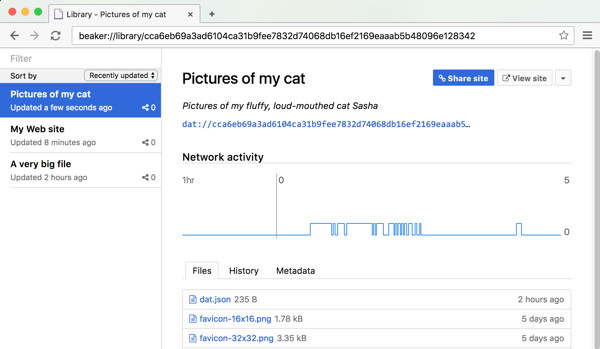 Library - Pictures of my cat
beaker://library/cca6eb69a3ad6104ca31b9fee7832d74068db16ef2169eaaab5b48096e128342
Filter
Sort by Recently updated
Pictures of my cat
Updated a few seconds ago 0
My Web site
Updated 8 minutes ago 0
A very big file
Updated 2 hours ago 0
Pictures of my cat
Share site View site
Pictures of my fluffy, loud-mouthed cat Sasha
dat://cca6eb69a3ad6104ca31b9fee7832d74068db16ef2169eaaab5…
Network activity
1hr 0 5
0
Files History Metadata
dat.json 235 B 2 hours ago
favicon-16x16.png 1.78 kB 5 days ago
favicon-32x32.png 3.35 kB 5 days ago